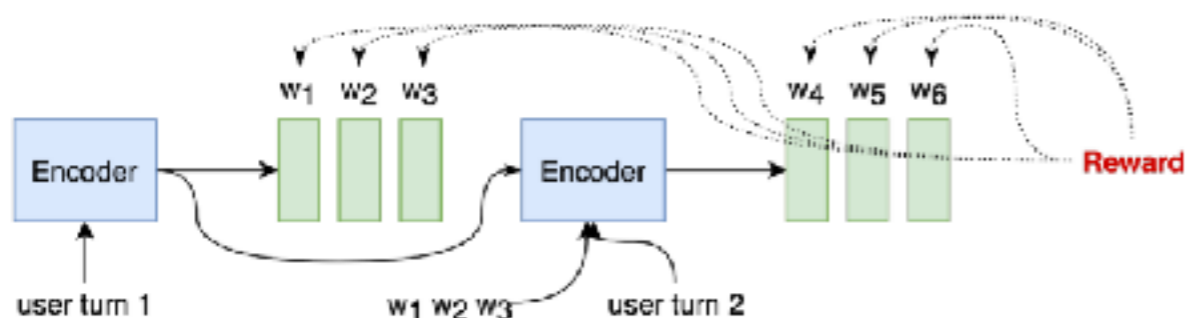 w1 w2 w3 w4 w5 w6
Encoder Encoder Reward
user turn 1 w1 w2 w3 user turn 2